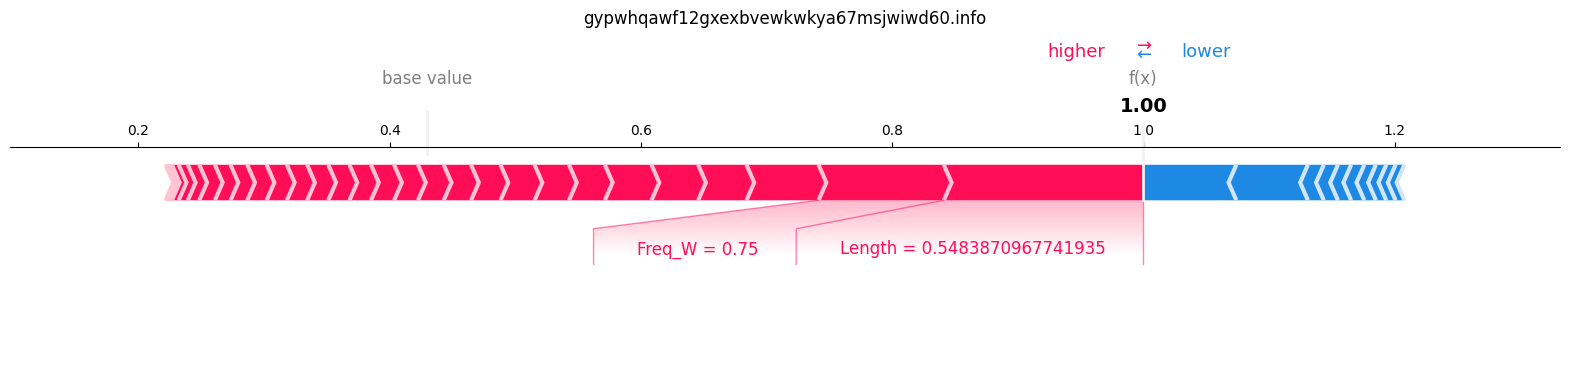 gypwhqawf12gxexbvewkwkya67msjwiwd60.info
higher ⇄ lower
base value f(x)
1.00
0.2 0.4 0.6 0.8 1.0 1.2
Freq_W = 0.75 Length = 0.5483870967741935